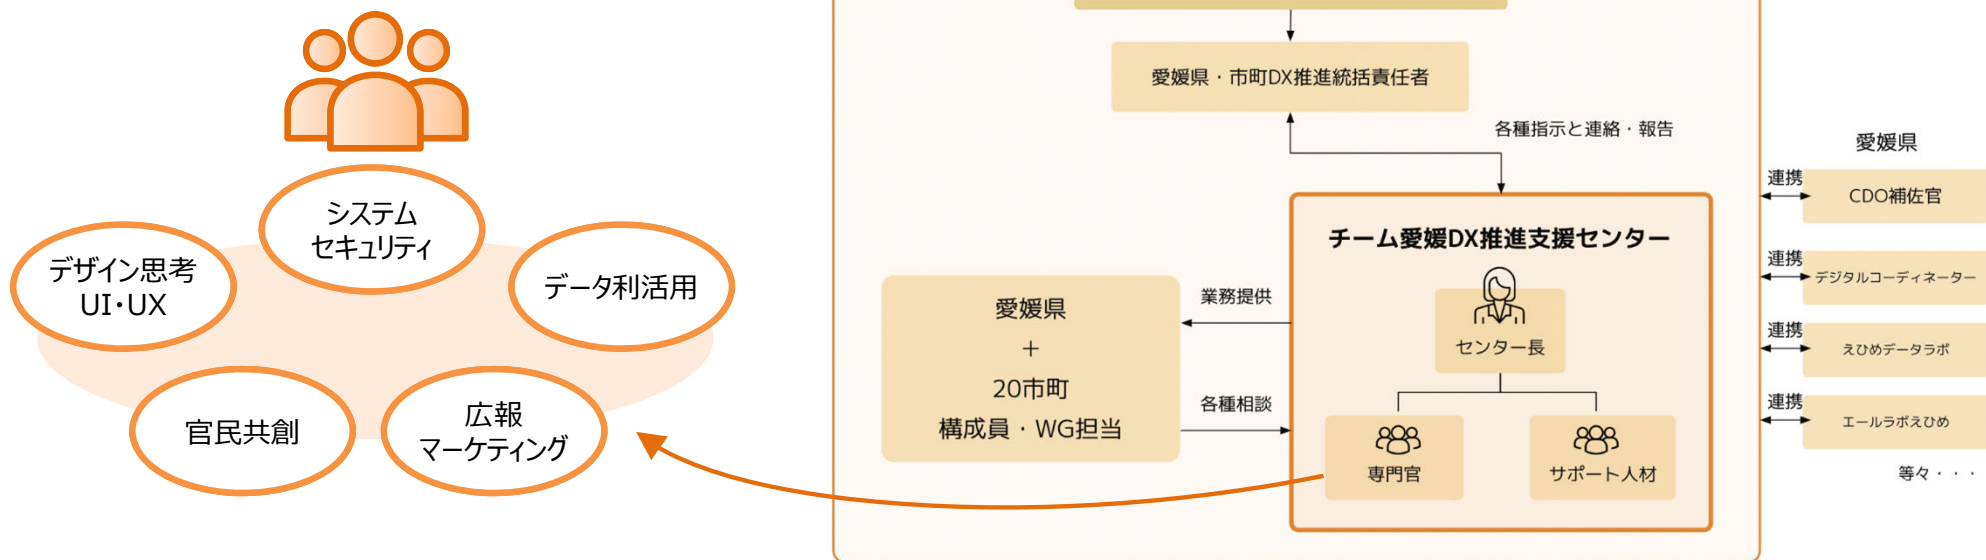 システム
セキュリティ
デザイン思考
UI・UX
データ利活用
官民共創
広報
マーケティング
愛媛県・市町DX推進統括責任者
各種指示と連絡・報告
チーム愛媛DX推進支援センター
センター長
専門官
サポート人材
業務提供
各種相談
愛媛県
+
20市町
構成員・WG担当
愛媛県
連携
CDO補佐官
連携
デジタルコーディネーター
連携
えひめデータラボ
連携
エールラボえひめ
等々・・・